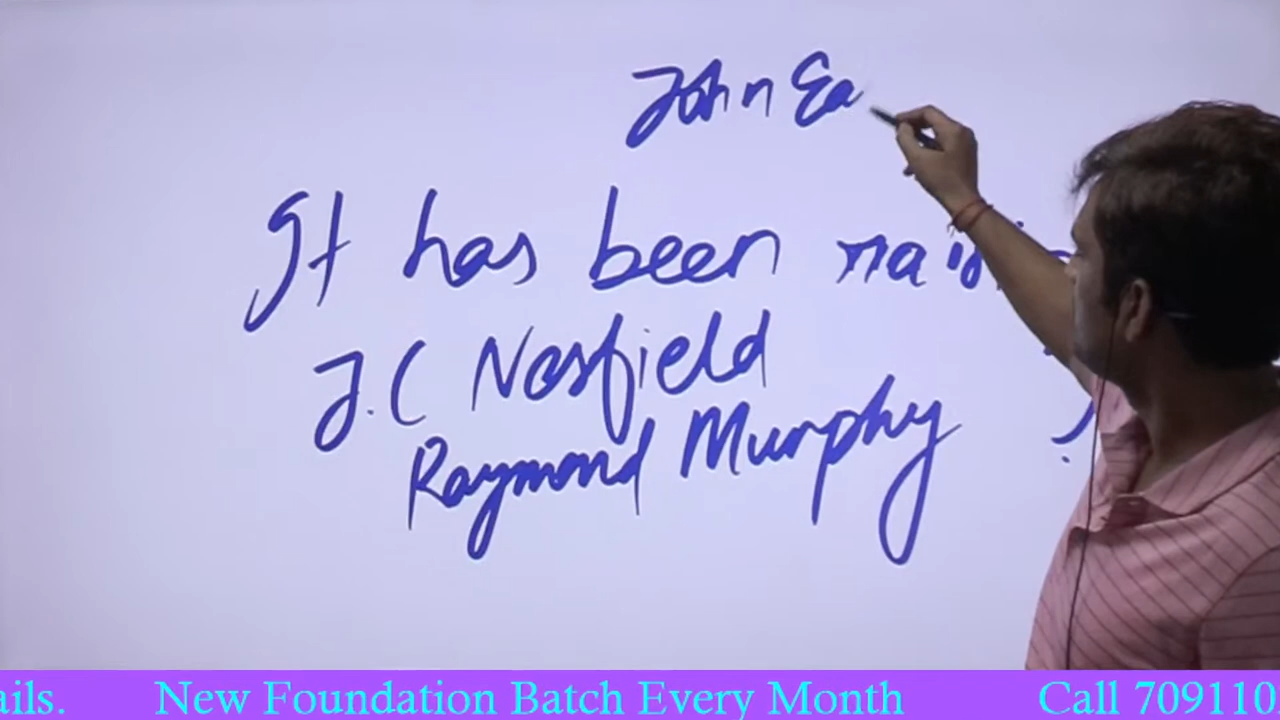 John Ea
It has been
J.C Nesfield
Raymond Murphy
ails. New Foundation Batch Every Month Call 709110